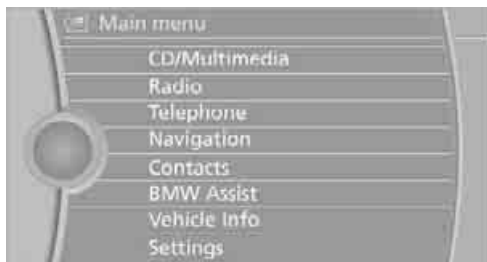 Main menu
CD/Multimedia
Radio
Telephone
Navigation
Contacts
BMW Assist
Vehicle Info
Settings